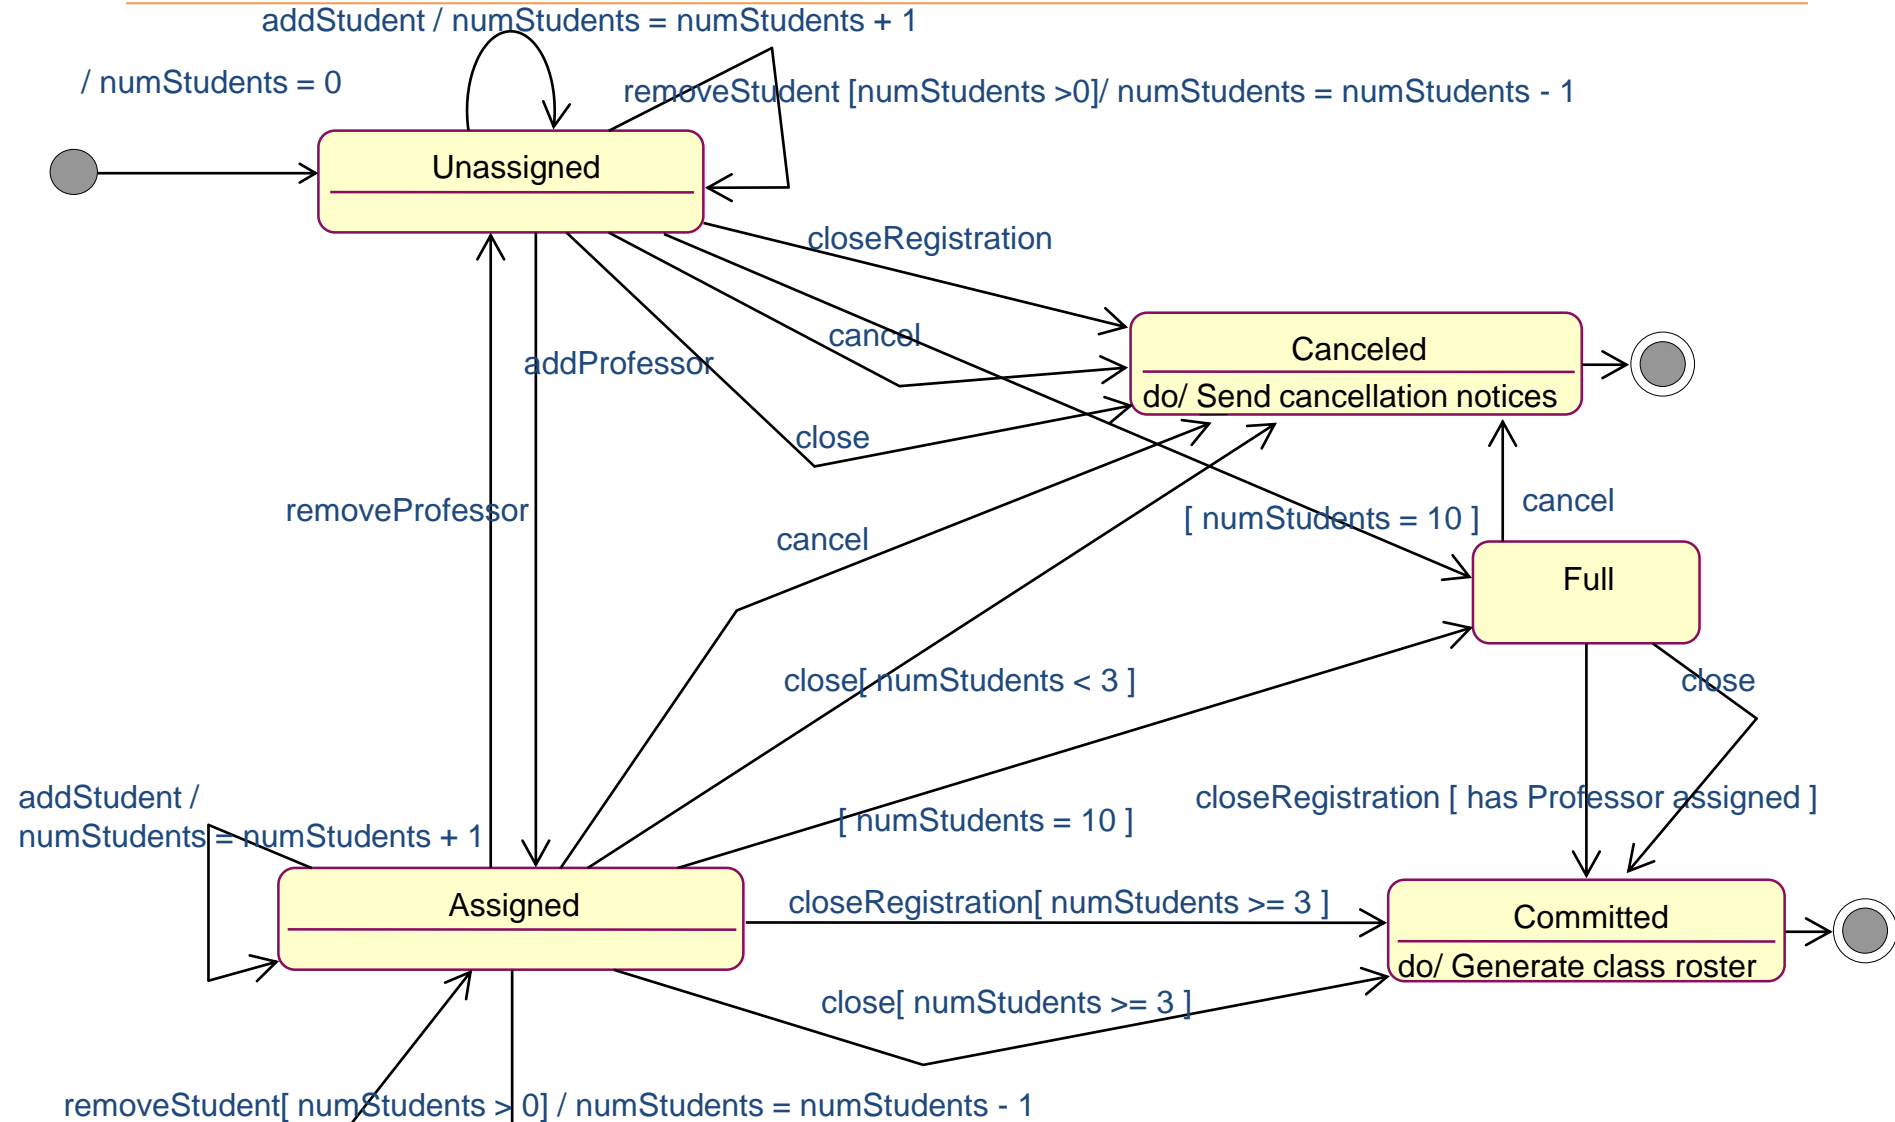 addStudent / numStudents = numStudents + 1
/ numStudents = 0
removeStudent [numStudents >0]/ numStudents = numStudents - 1
Unassigned
closeRegistration
cancel
Canceled
addProfessor
do/ Send cancellation notices
close
removeProfessor
cancel
[ numStudents = 10 ]
cancel
Full
close[ numStudents < 3 ]
close
addStudent /
numStudents = numStudents + 1
closeRegistration [ has Professor assigned ]
[ numStudents = 10 ]
Assigned
closeRegistration[ numStudents >= 3 ]
Committed
do/ Generate class roster
close[ numStudents >= 3 ]
removeStudent[ numStudents > 0] / numStudents = numStudents - 1